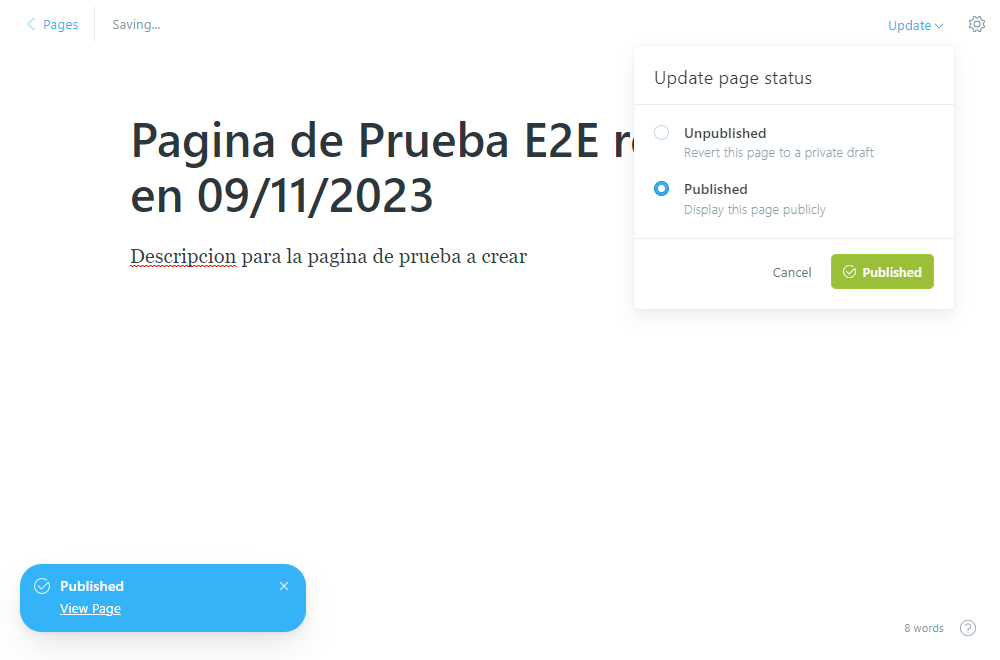 Pages
Saving...
Update
Update page status
Unpublished
Revert this page to a private draft
Published
Display this page publicly
Cancel
Published
Pagina de Prueba E2E
en 09/11/2023
Descripcion para la pagina de prueba a crear
Published
View Page
8 words
?